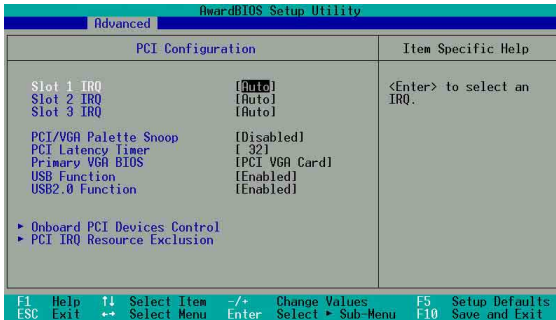 AwardBIOS Setup Utility
Advanced
PCI Configuration
Item Specific Help
Slot 1 IRQ [Auto]
Slot 2 IRQ [Auto]
Slot 3 IRQ [Auto]
<Enter> to select an
IRQ.
PCI/VGA Palette Snoop [Disabled]
PCI Latency Timer [ 32]
Primary VGA BIOS [PCI VGA Card]
USB Function [Enabled]
USB2.0 Function [Enabled]
► Onboard PCI Devices Control
► PCI IRQ Resource Exclusion
F1 Help ↑↓ Select Item -/+ Change Values F5 Setup Defaults
ESC Exit ↔ Select Menu Enter Select ► Sub-Menu F10 Save and Exit